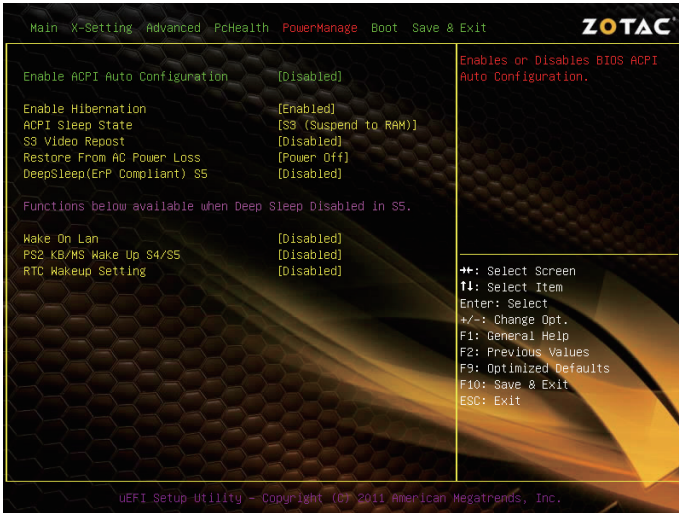 Main X-Setting Advanced PcHealth PowerManage Boot Save & Exit
ZOTAC
Enable ACPI Auto Configuration [Disabled]
Enable Hibernation [Enabled]
ACPI Sleep State [S3 (Suspend to RAM)]
S3 Video Repost [Disabled]
Restore From AC Power Loss [Power Off]
DeepSleep(ErP Compliant) S5 [Disabled]
Functions below available when Deep Sleep Disabled in S5.
Wake On Lan [Disabled]
PS2 KB/MS Wake Up S4/S5 [Disabled]
RTC Wakeup Setting [Disabled]
Enables or Disables BIOS ACPI
Auto Configuration.
→←: Select Screen
↑↓: Select Item
Enter: Select
+/-: Change Opt.
F1: General Help
F2: Previous Values
F9: Optimized Defaults
F10: Save & Exit
ESC: Exit
uEFI Setup Utility - Copyright (C) 2011 American Megatrends, Inc.